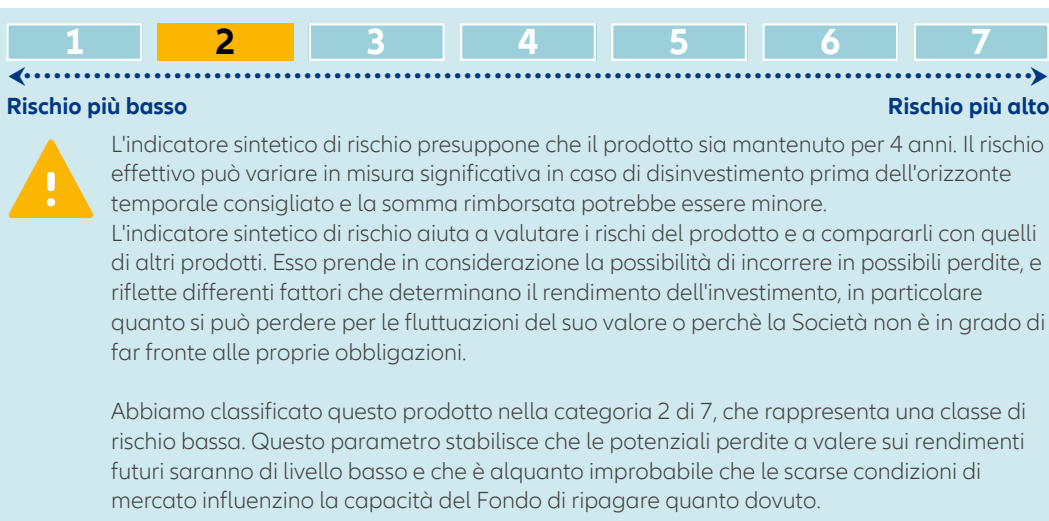 1 2 3 4 5 6 7
Rischio più basso Rischio più alto
L'indicatore sintetico di rischio presuppone che il prodotto sia mantenuto per 4 anni. Il rischio
effettivo può variare in misura significativa in caso di disinvestimento prima dell'orizzonte
temporale consigliato e la somma rimborsata potrebbe essere minore.
L'indicatore sintetico di rischio aiuta a valutare i rischi del prodotto e a compararli con quelli
di altri prodotti. Esso prende in considerazione la possibilità di incorrere in possibili perdite, e
riflette differenti fattori che determinano il rendimento dell'investimento, in particolare
quanto si può perdere per le fluttuazioni del suo valore o perchè la Società non è in grado di
far fronte alle proprie obbligazioni.
Abbiamo classificato questo prodotto nella categoria 2 di 7, che rappresenta una classe di
rischio bassa. Questo parametro stabilisce che le potenziali perdite a valere sui rendimenti
futuri saranno di livello basso e che è alquanto improbabile che le scarse condizioni di
mercato influenzino la capacità del Fondo di ripagare quanto dovuto.